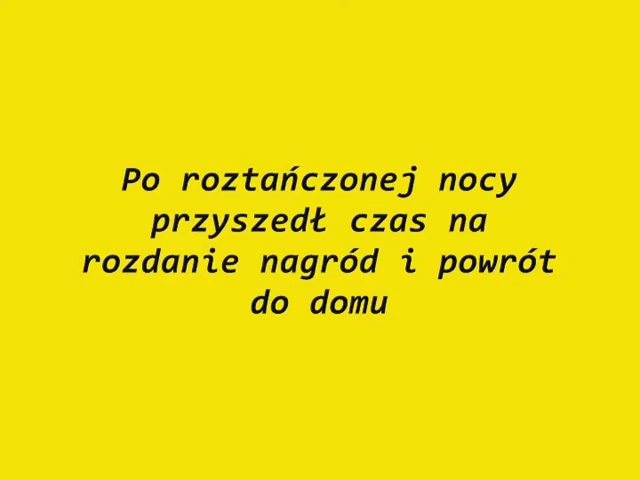 Po roztańczonej nocy
przyszedł czas na
rozdanie nagród i powrót
do domu